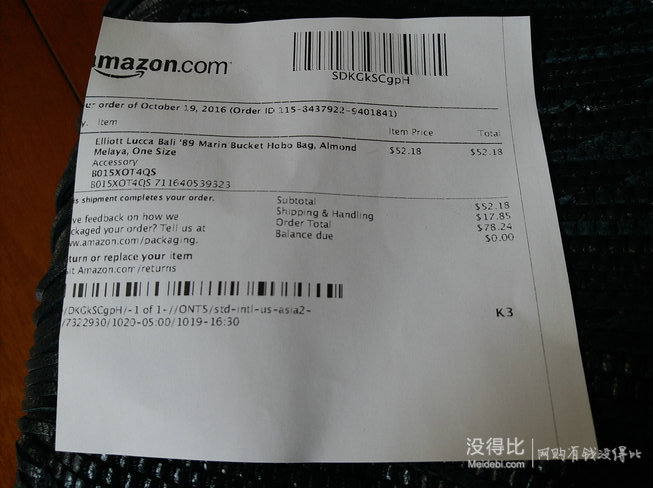 amazon.com
SDKGkSCgpH
ur order of October 19, 2016 (Order ID 115-8437922-9401841)
y. Item Item Price Total
Elliott Lucca Bali '89 Marin Bucket Hobo Bag, Almond $52.18 $52.18
Melaya, One Size
Accessory
B015XOT4QS
B015XOT4QS 711640539323
is shipment completes your order.
Subtotal $52.18
Shipping & Handling $17.85
Order Total $78.24
Balance due $0.00
ve feedback on how we
ckaged your order? Tell us at
ww.amazon.com/packaging.
turn or replace your item
it Amazon.com/returns
/DKGkSCgpH/-1 of 1-//ONT5/std-intl-us-asia2-
/7322930/1020-05:00/1019-16:30
K3
没得比 Meidebi.com 网购有钱没得比